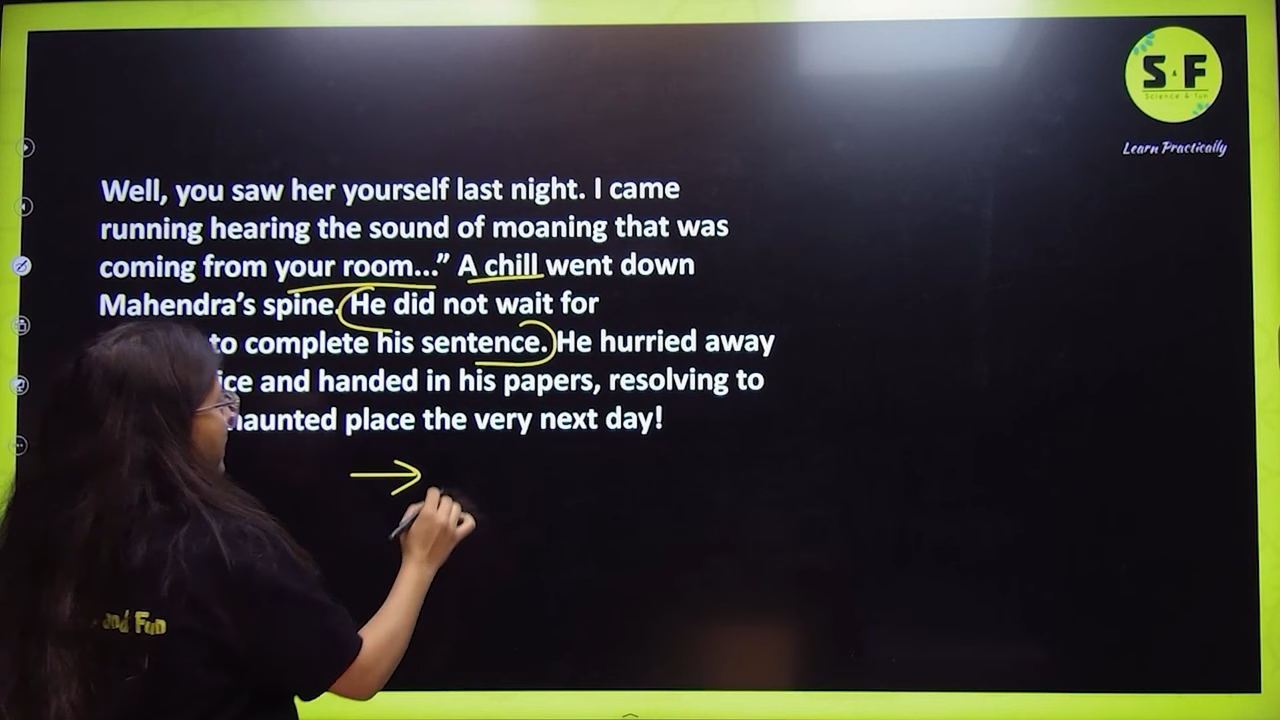 S&F
Science & fun
Learn Practically
Well, you saw her yourself last night. I came
running hearing the sound of moaning that was
coming from your room...” A chill went down
Mahendra’s spine. He did not wait for
to complete his sentence. He hurried away
and handed in his papers, resolving to
haunted place the very next day!
and Fun